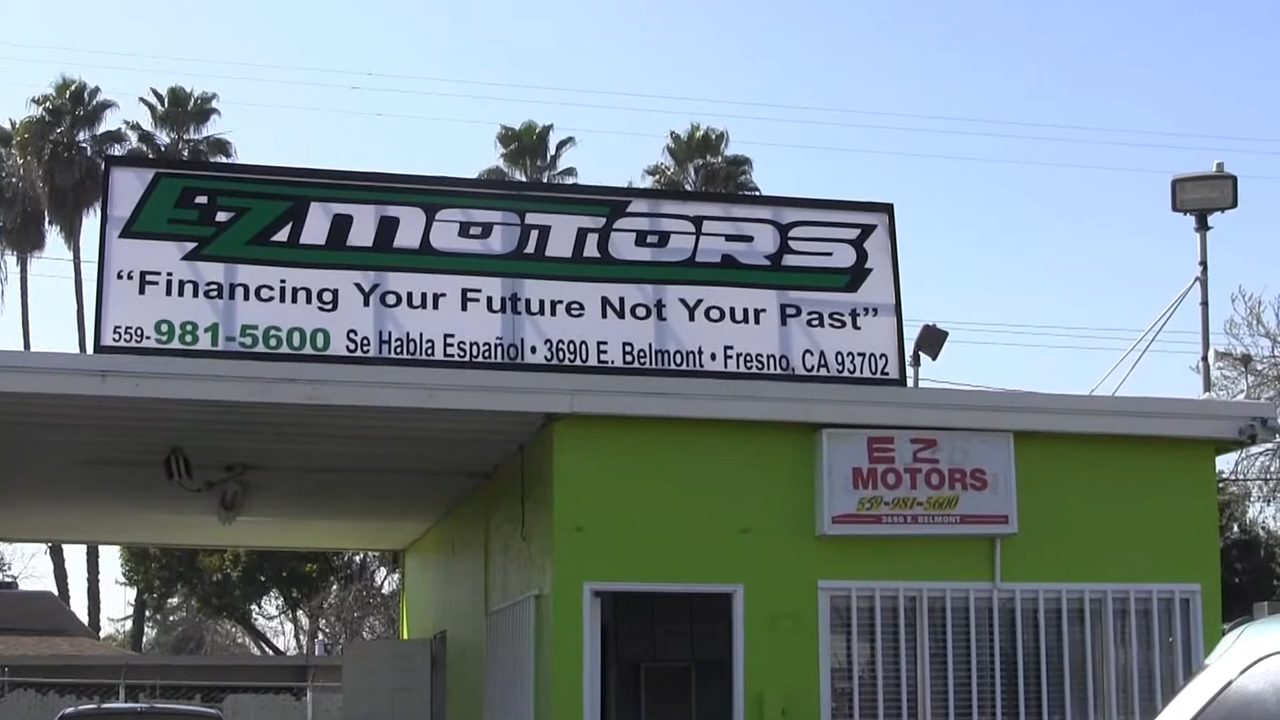 EZ MOTORS
“Financing Your Future Not Your Past”
559-981-5600 Se Habla Español • 3690 E. Belmont • Fresno, CA 93702
E Z
MOTORS
559-981-5600
3690 E. BELMONT